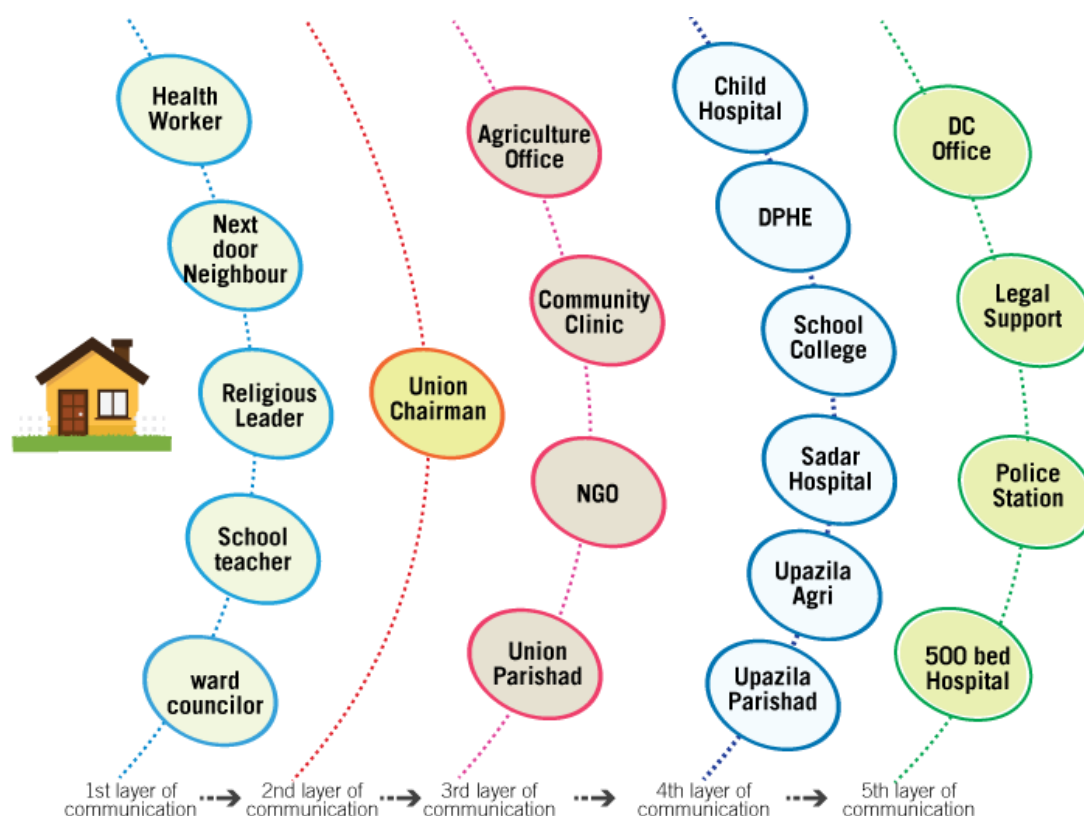 Health
Worker
Next
door
Neighbour
Religious
Leader
School
teacher
ward
councilor
Union
Chairman
Agriculture
Office
Community
Clinic
NGO
Union
Parishad
Child
Hospital
DPHE
School
College
Sadar
Hospital
Upazila
Agri
Upazila
Parishad
DC
Office
Legal
Support
Police
Station
500 bed
Hospital
1st layer of
communication
2nd layer of
communication
3rd layer of
communication
4th layer of
communication
5th layer of
communication